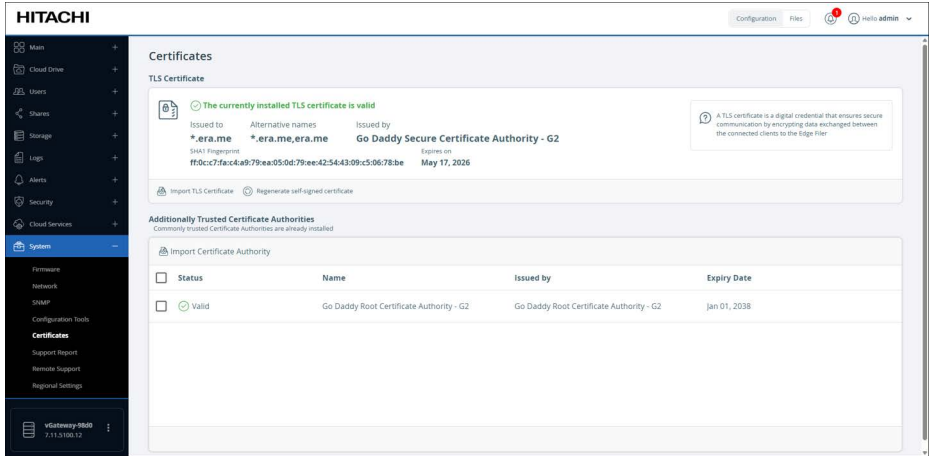 HITACHI
Configuration Files 1 Hello admin
Main
Cloud Drive
Users
Shares
Storage
Logs
Alerts
Security
Cloud Services
System
Firmware
Network
SNMP
Configuration Tools
Certificates
Support Report
Remote Support
Regional Settings
vGateway-98d0
7.11.5100.12
Certificates
TLS Certificate
The currently installed TLS certificate is valid
Issued to Alternative names Issued by
*.era.me *.era.me,era.me Go Daddy Secure Certificate Authority - G2
SHA1 Fingerprint Expires on
ff:0c:c7:fa:c4:a9:79:ea:05:0d:79:ee:42:54:43:09:c5:06:78:be May 17, 2026
A TLS certificate is a digital credential that ensures secure
communication by encrypting data exchanged between
the connected clients to the Edge Filer
Import TLS Certificate Regenerate self-signed certificate
Additionally Trusted Certificate Authorities
Commonly trusted Certificate Authorities are already installed
Import Certificate Authority
Status Name Issued by Expiry Date
Valid Go Daddy Root Certificate Authority - G2 Go Daddy Root Certificate Authority - G2 Jan 01, 2038